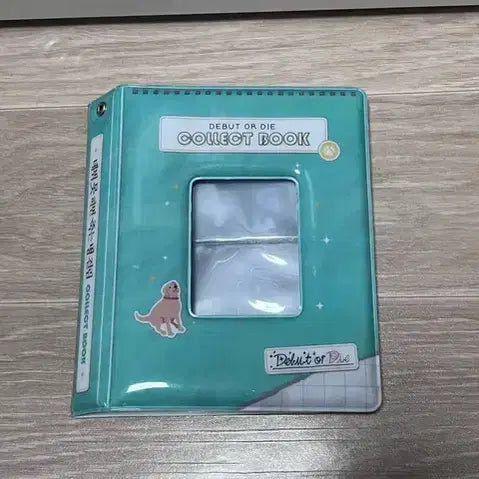 DEBUT OR DIE
COLLECT BOOK
Debut or Die
COLLECT BOOK